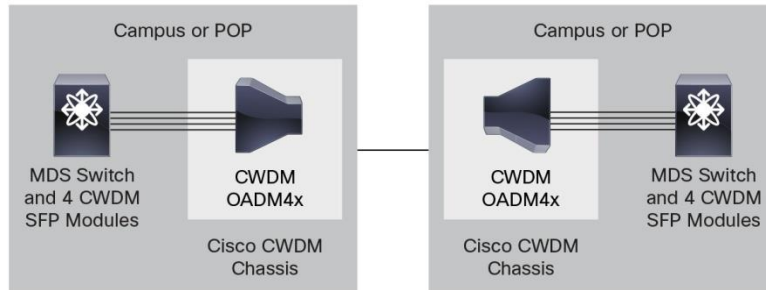 Campus or POP
MDS Switch
and 4 CWDM
SFP Modules
CWDM
OADM4x
Cisco CWDM
Chassis
Campus or POP
CWDM
OADM4x
MDS Switch
and 4 CWDM
SFP Modules
Cisco CWDM
Chassis